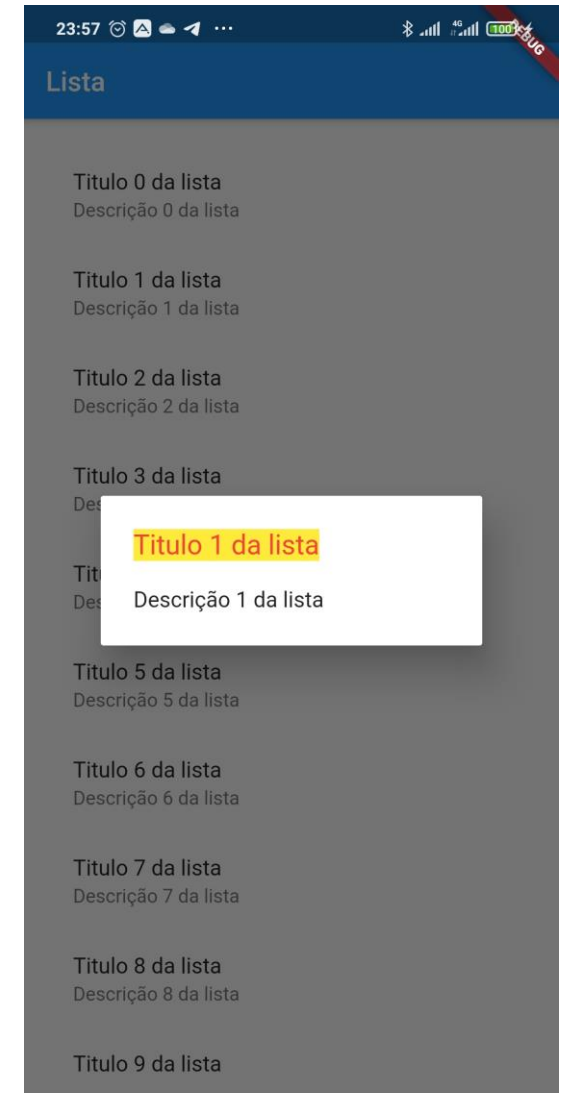 23:57
4G
100
DEBUG
Lista
Titulo 0 da lista
Descrição 0 da lista
Titulo 1 da lista
Descrição 1 da lista
Titulo 2 da lista
Descrição 2 da lista
Titulo 3 da lista
Des
Titulo 1 da lista
Tit
Des
Descrição 1 da lista
Titulo 5 da lista
Descrição 5 da lista
Titulo 6 da lista
Descrição 6 da lista
Titulo 7 da lista
Descrição 7 da lista
Titulo 8 da lista
Descrição 8 da lista
Titulo 9 da lista